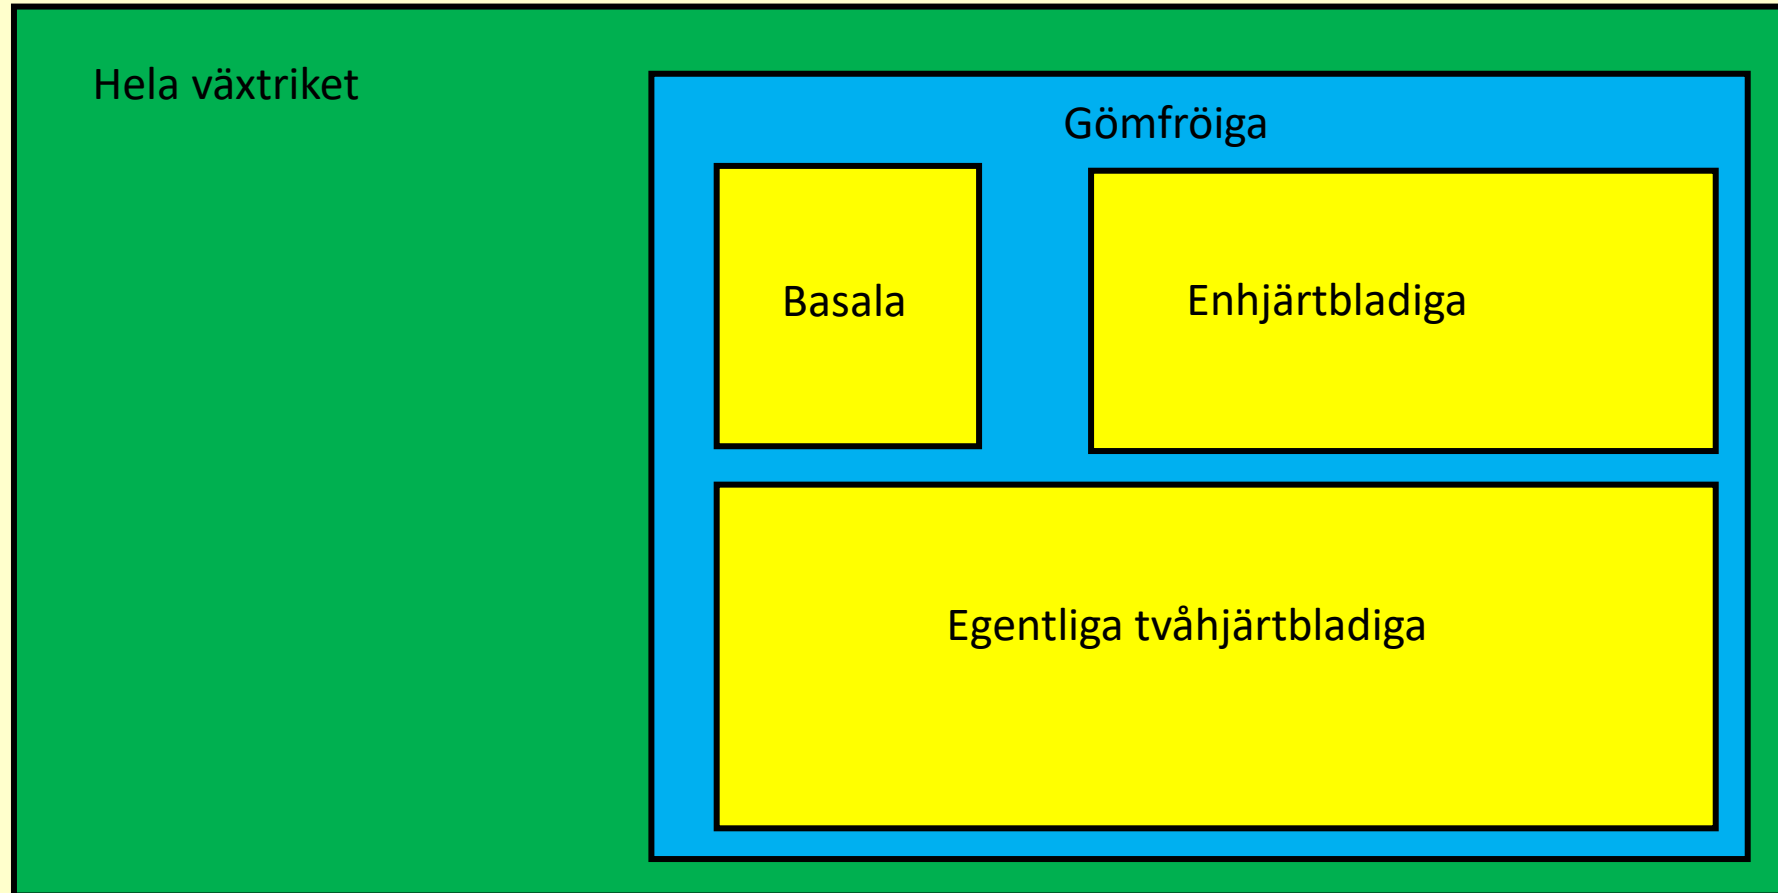 Hela växtriket
Gömfröiga
Basala
Enhjärtbladiga
Egentliga tvåhjärtbladiga